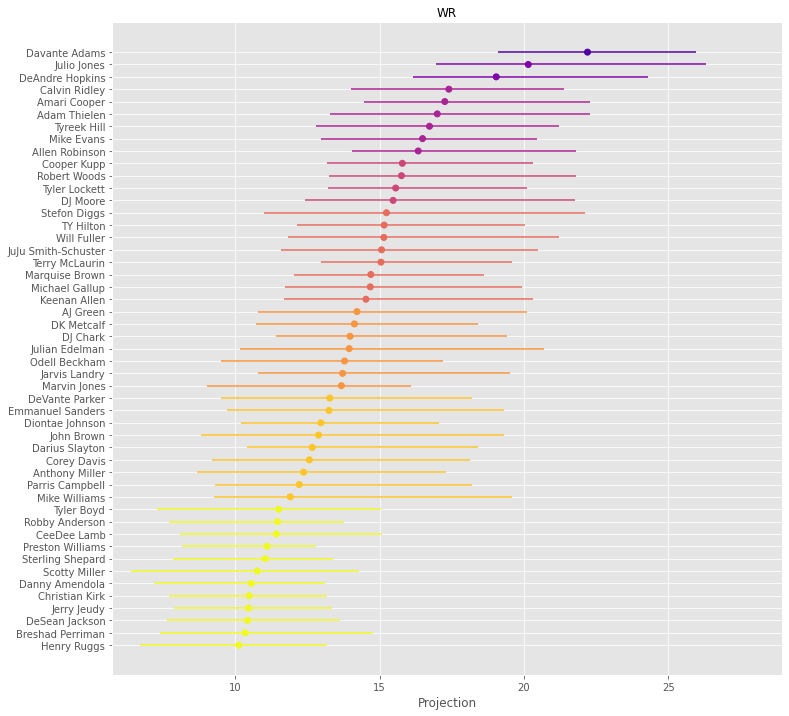 WR
Davante Adams
Julio Jones
DeAndre Hopkins
Calvin Ridley
Amari Cooper
Adam Thielen
Tyreek Hill
Mike Evans
Allen Robinson
Cooper Kupp
Robert Woods
Tyler Lockett
DJ Moore
Stefon Diggs
TY Hilton
Will Fuller
JuJu Smith-Schuster
Terry McLaurin
Marquise Brown
Michael Gallup
Keenan Allen
AJ Green
DK Metcalf
DJ Chark
Julian Edelman
Odell Beckham
Jarvis Landry
Marvin Jones
DeVante Parker
Emmanuel Sanders
Diontae Johnson
John Brown
Darius Slayton
Corey Davis
Anthony Miller
Parris Campbell
Mike Williams
Tyler Boyd
Robby Anderson
CeeDee Lamb
Preston Williams
Sterling Shepard
Scotty Miller
Danny Amendola
Christian Kirk
Jerry Jeudy
DeSean Jackson
Breshad Perriman
Henry Ruggs
10 15 20 25
Projection